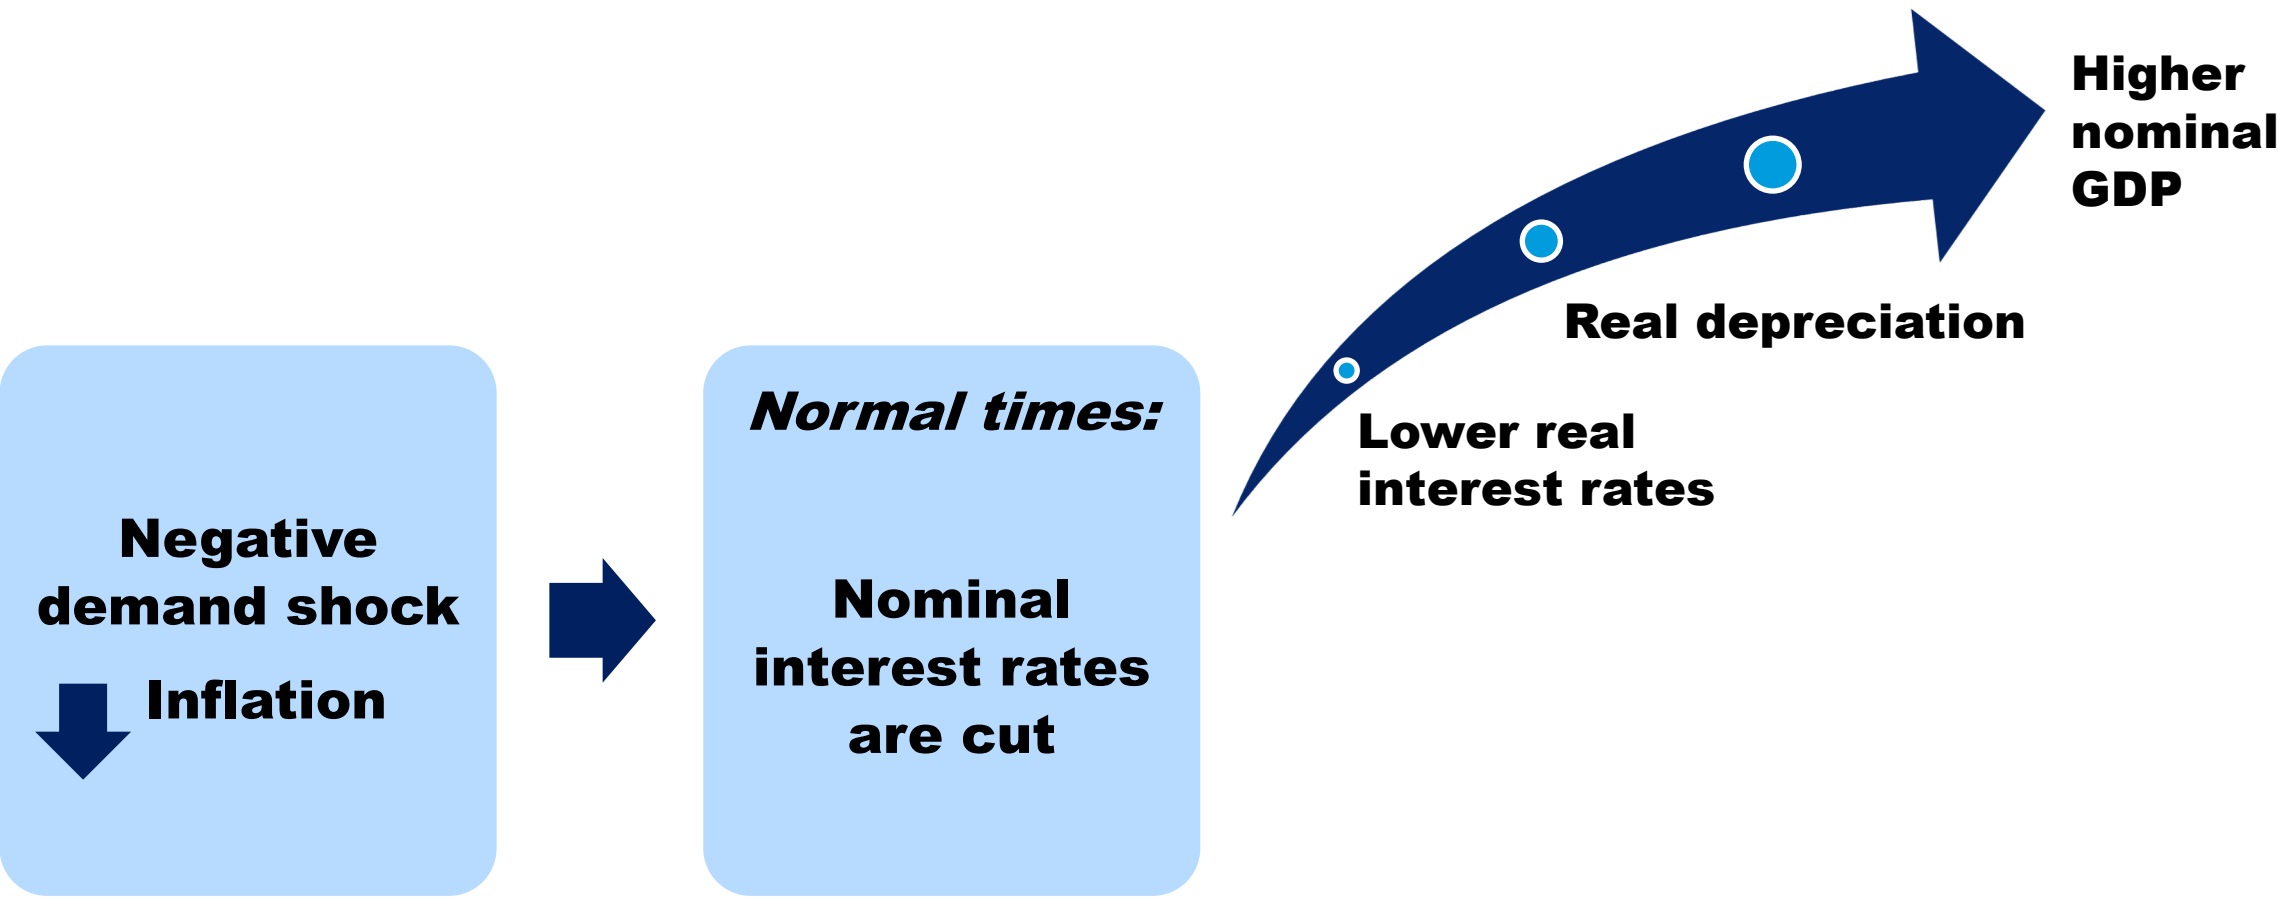 Negative
demand shock
Inflation
Normal times:
Nominal
interest rates
are cut
Lower real
interest rates
Real depreciation
Higher
nominal
GDP